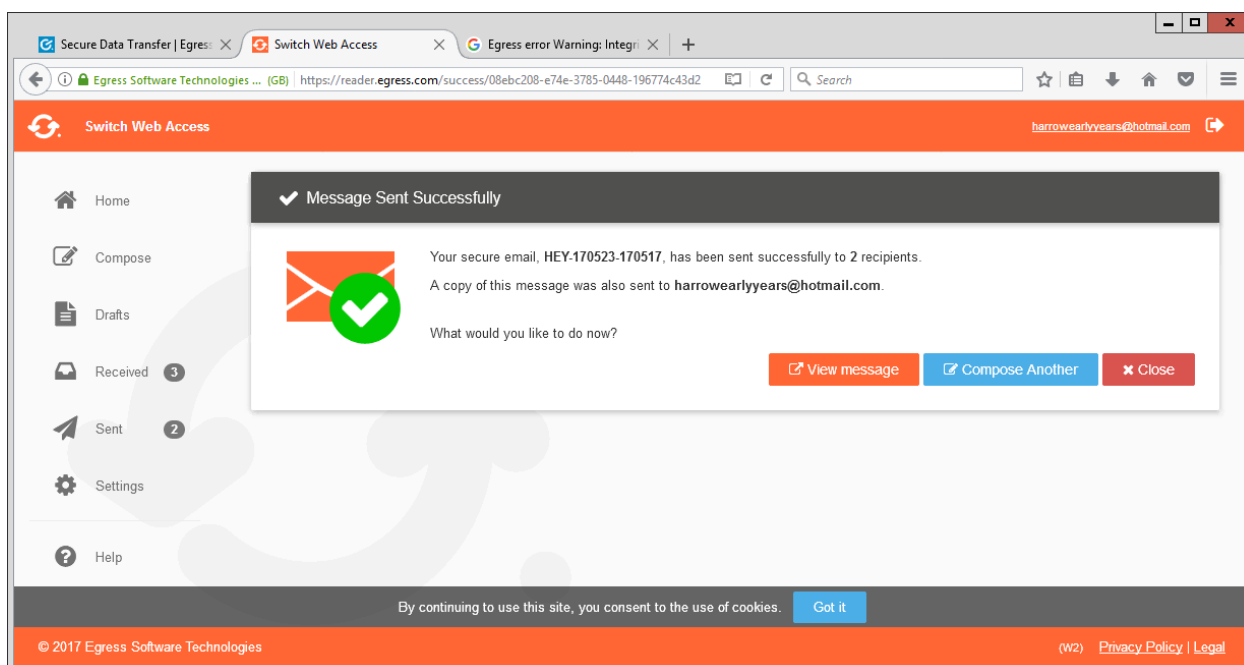 Secure Data Transfer | Egres
Switch Web Access
Egress error Warning: Integri
Egress Software Technologies ... (GB)
https://reader.egress.com/success/08ebc208-e74e-3785-0448-196774c43d2
Search
Switch Web Access
harrowearlyyears@hotmail.com
Home
Compose
Drafts
Received 3
Sent 2
Settings
Help
Message Sent Successfully
Your secure email, HEY-170523-170517, has been sent successfully to 2 recipients.
A copy of this message was also sent to harrowearlyyears@hotmail.com.
What would you like to do now?
View message
Compose Another
Close
By continuing to use this site, you consent to the use of cookies.
Got it
© 2017 Egress Software Technologies
(W2) Privacy Policy | Legal